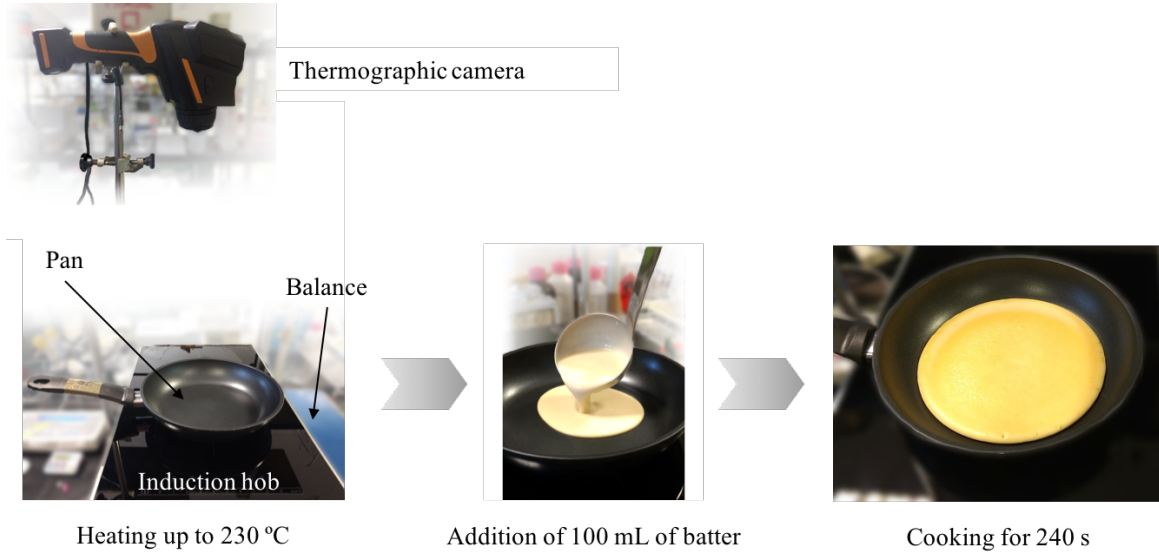 Thermographic camera
Pan
Balance
Induction hob
Heating up to 230 ºC
Addition of 100 mL of batter
Cooking for 240 s